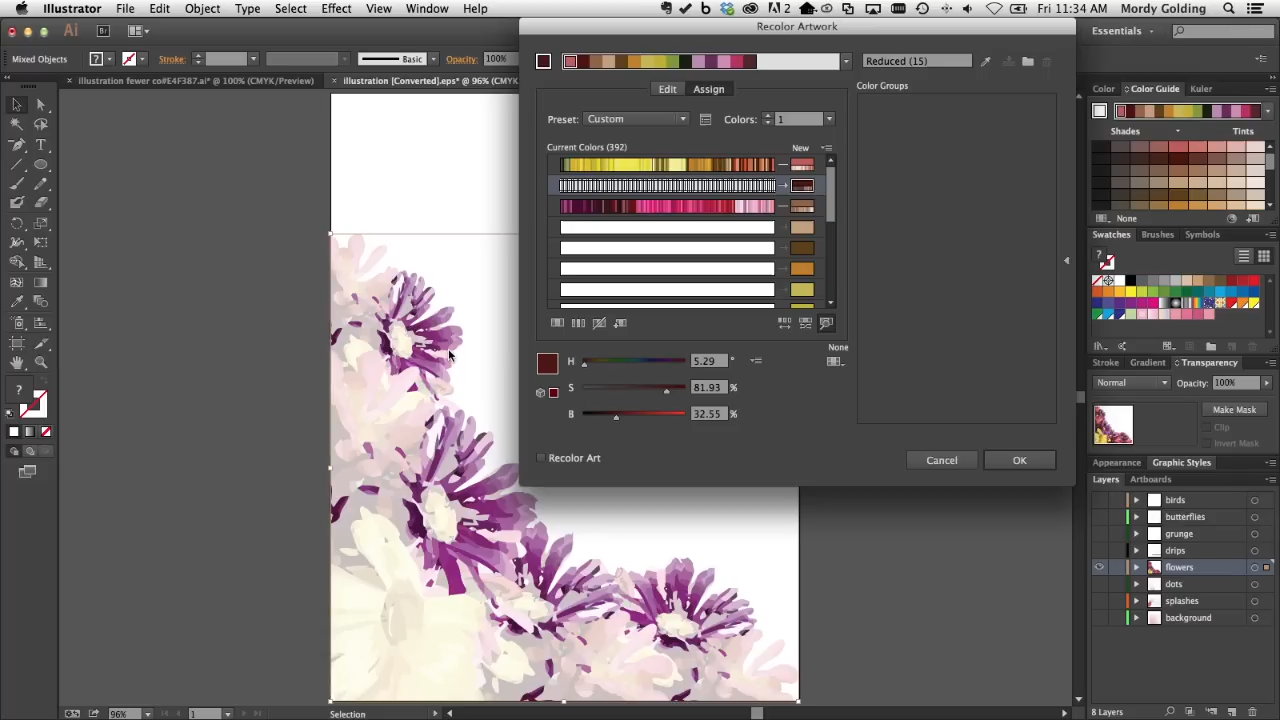 Illustrator File Edit Object Type Select Effect View Window Help
2 Fri 11:34 AM Mordy Golding
Ai Br Essentials
Recolor Artwork
Mixed Objects ? Stroke: Basic Opacity: 100%
illustration fewer co#E4F387.ai* @ 100% (CMYK/Preview)
illustration [Converted].eps* @ 96% (CMYK
Reduced (15)
Edit Assign
Color Groups
Preset: Custom Colors: 1
Current Colors (392) New
None
H 5.29 °
S 81.93 %
B 32.55 %
Recolor Art
Cancel OK
Color Color Guide Kuler
Shades Tints
None
Swatches Brushes Symbols
?
Stroke Gradient Transparency
Normal Opacity: 100%
Make Mask
Clip
Invert Mask
Appearance Graphic Styles
Layers Artboards
birds
butterflies
grunge
drips
flowers
dots
splashes
background
8 Layers
?
96% 1 Selection